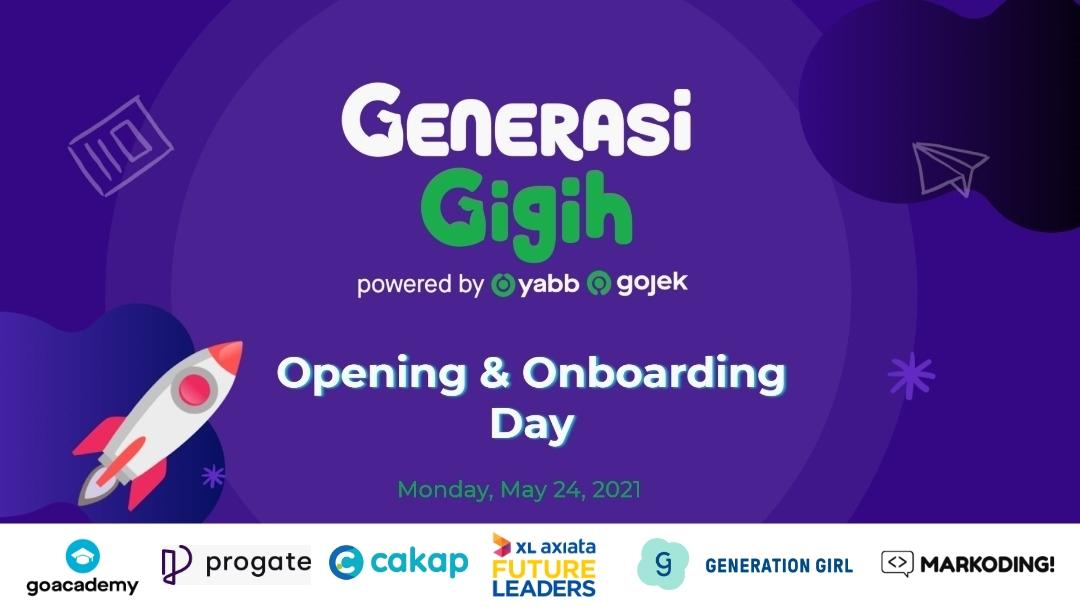 GENERASI
Gigih
powered by yabb gojek
Opening & Onboarding
Day
Monday, May 24, 2021
goacademy
progate
cakap
XL axiata
FUTURE
LEADERS
g
GENERATION GIRL
<> MARKODING!